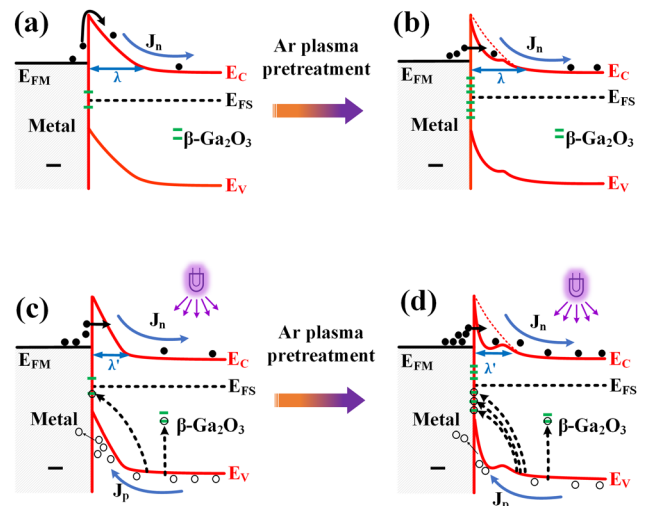 (a)
Jn
EC
λ
EFM
EFS
Metal
β-Ga2O3
EV
Ar plasma
pretreatment
(b)
Jn
EC
λ
EFM
EFS
Metal
β-Ga2O3
EV
(c)
Jn
EC
λ'
EFM
EFS
Metal
β-Ga2O3
EV
Jp
Ar plasma
pretreatment
(d)
Jn
EC
λ'
EFM
EFS
Metal
β-Ga2O3
EV
Jp